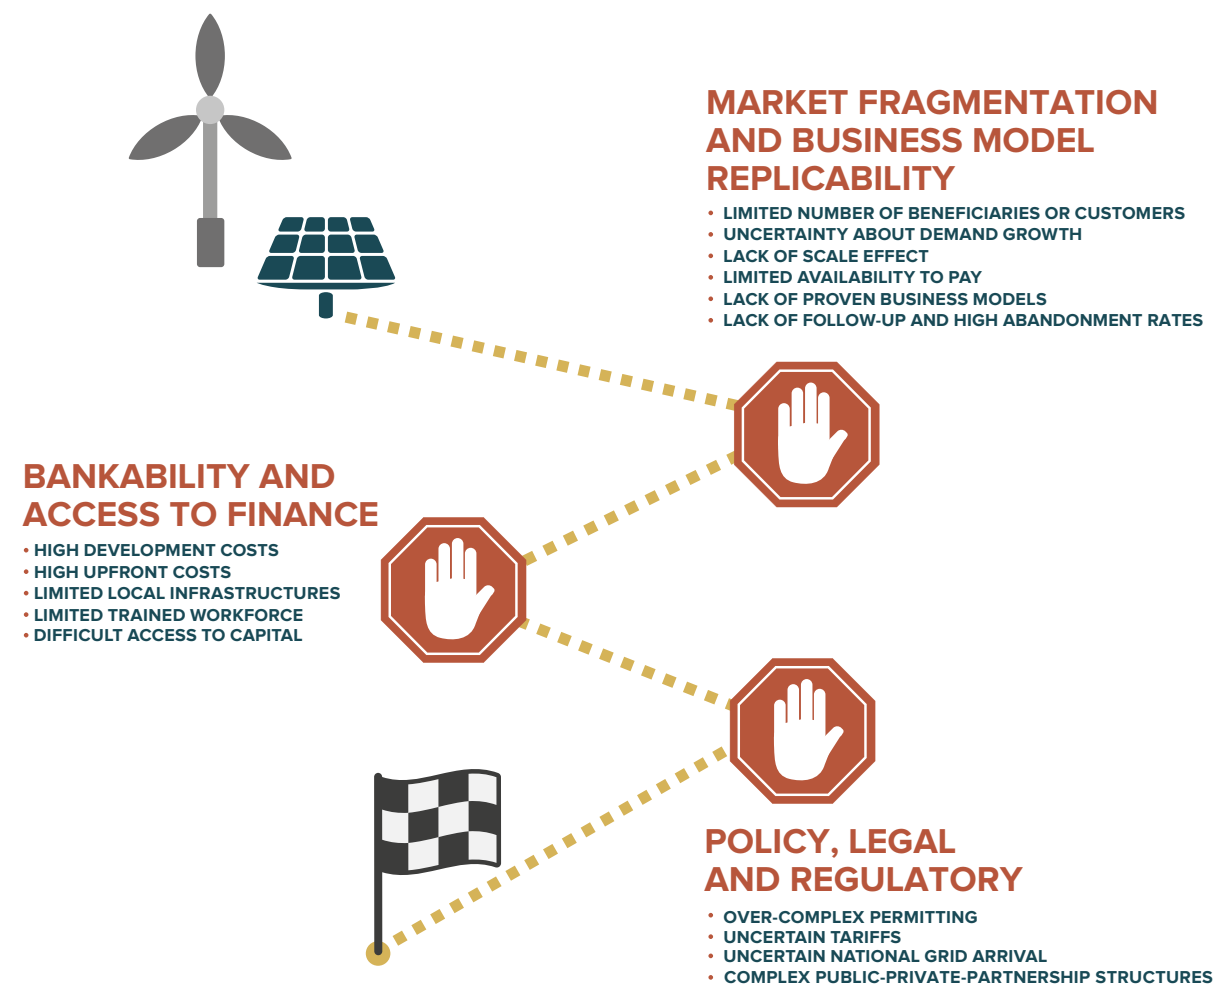 MARKET FRAGMENTATION
AND BUSINESS MODEL
REPLICABILITY
• LIMITED NUMBER OF BENEFICIARIES OR CUSTOMERS
• UNCERTAINTY ABOUT DEMAND GROWTH
• LACK OF SCALE EFFECT
• LIMITED AVAILABILITY TO PAY
• LACK OF PROVEN BUSINESS MODELS
• LACK OF FOLLOW-UP AND HIGH ABANDONMENT RATES
BANKABILITY AND
ACCESS TO FINANCE
• HIGH DEVELOPMENT COSTS
• HIGH UPFRONT COSTS
• LIMITED LOCAL INFRASTRUCTURES
• LIMITED TRAINED WORKFORCE
• DIFFICULT ACCESS TO CAPITAL
POLICY, LEGAL
AND REGULATORY
• OVER-COMPLEX PERMITTING
• UNCERTAIN TARIFFS
• UNCERTAIN NATIONAL GRID ARRIVAL
• COMPLEX PUBLIC-PRIVATE-PARTNERSHIP STRUCTURES